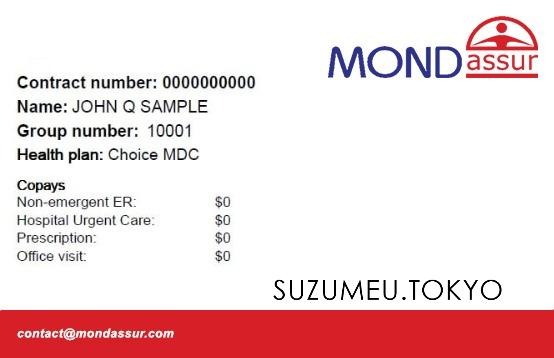 MONDassur
Contract number: 0000000000
Name: JOHN Q SAMPLE
Group number: 10001
Health plan: Choice MDC
Copays
Non-emergent ER: $0
Hospital Urgent Care: $0
Prescription: $0
Office visit: $0
SUZUMEU.TOKYO
contact@mondassur.com